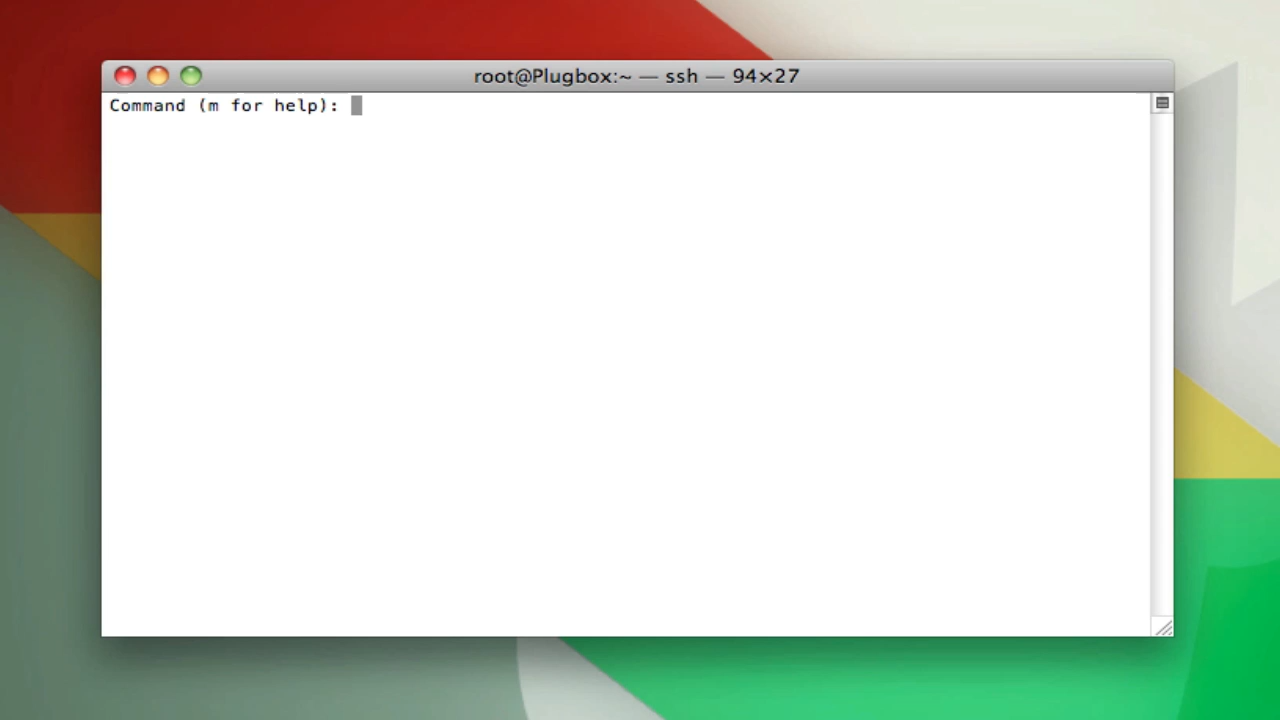 root@Plugbox:~ — ssh — 94×27
Command (m for help):